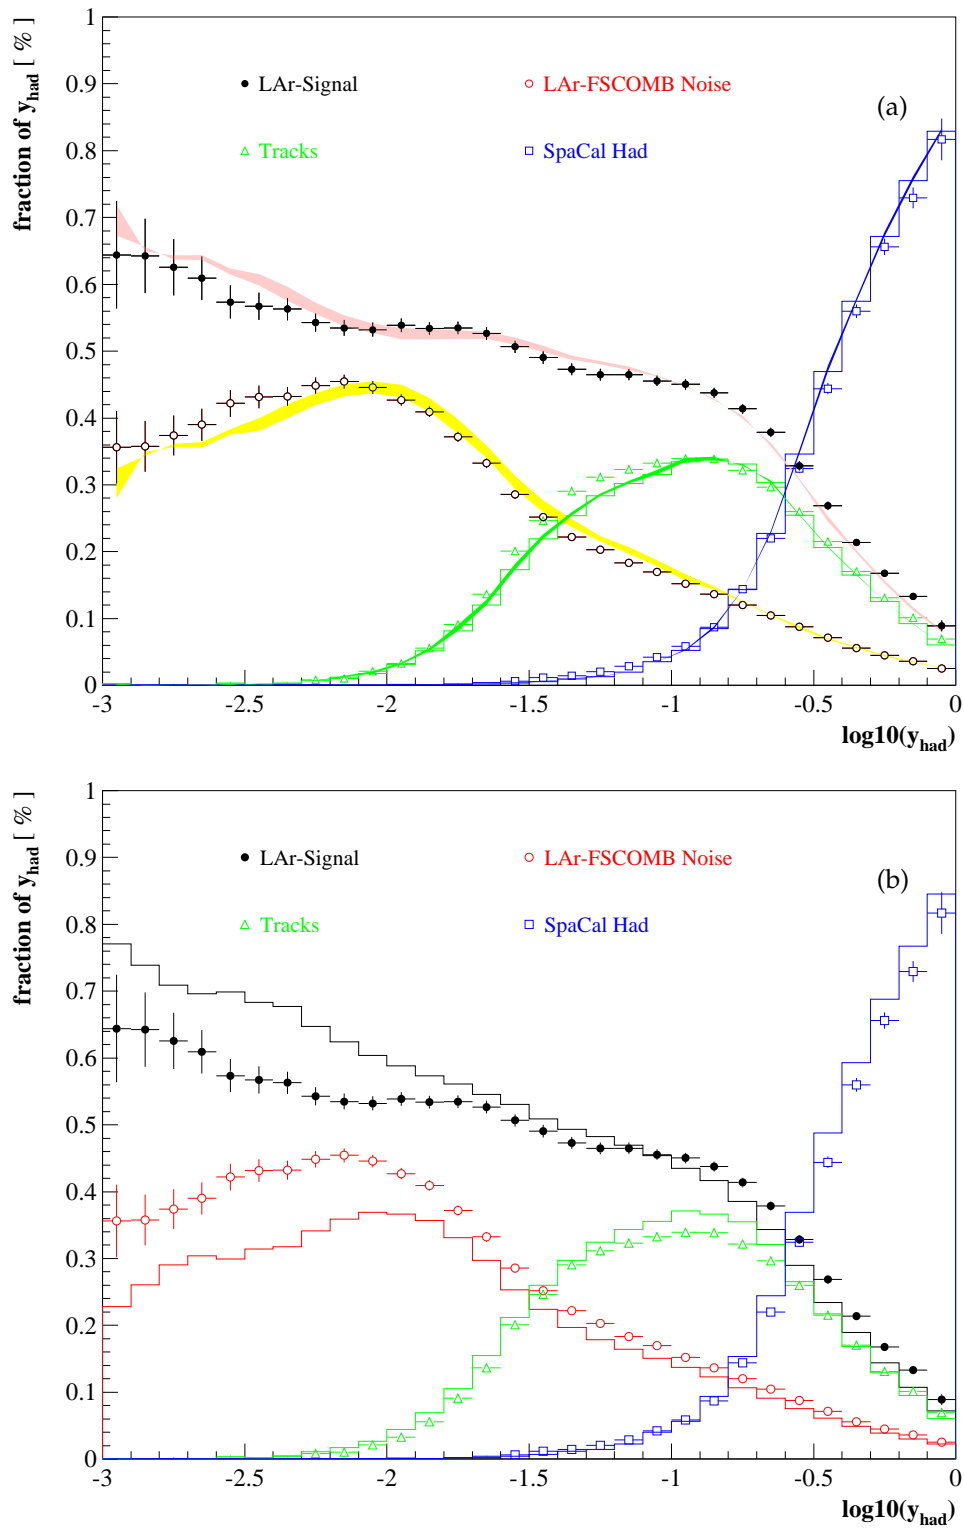 fraction of y_had [ % ]
1
0.9
0.8
0.7
0.6
0.5
0.4
0.3
0.2
0.1
0
LAr-Signal
LAr-FSCOMB Noise
(a)
Tracks
SpaCal Had
-3 -2.5 -2 -1.5 -1 -0.5 0
log10(y_had)
fraction of y_had [ % ]
1
0.9
0.8
0.7
0.6
0.5
0.4
0.3
0.2
0.1
0
LAr-Signal
LAr-FSCOMB Noise
(b)
Tracks
SpaCal Had
-3 -2.5 -2 -1.5 -1 -0.5 0
log10(y_had)